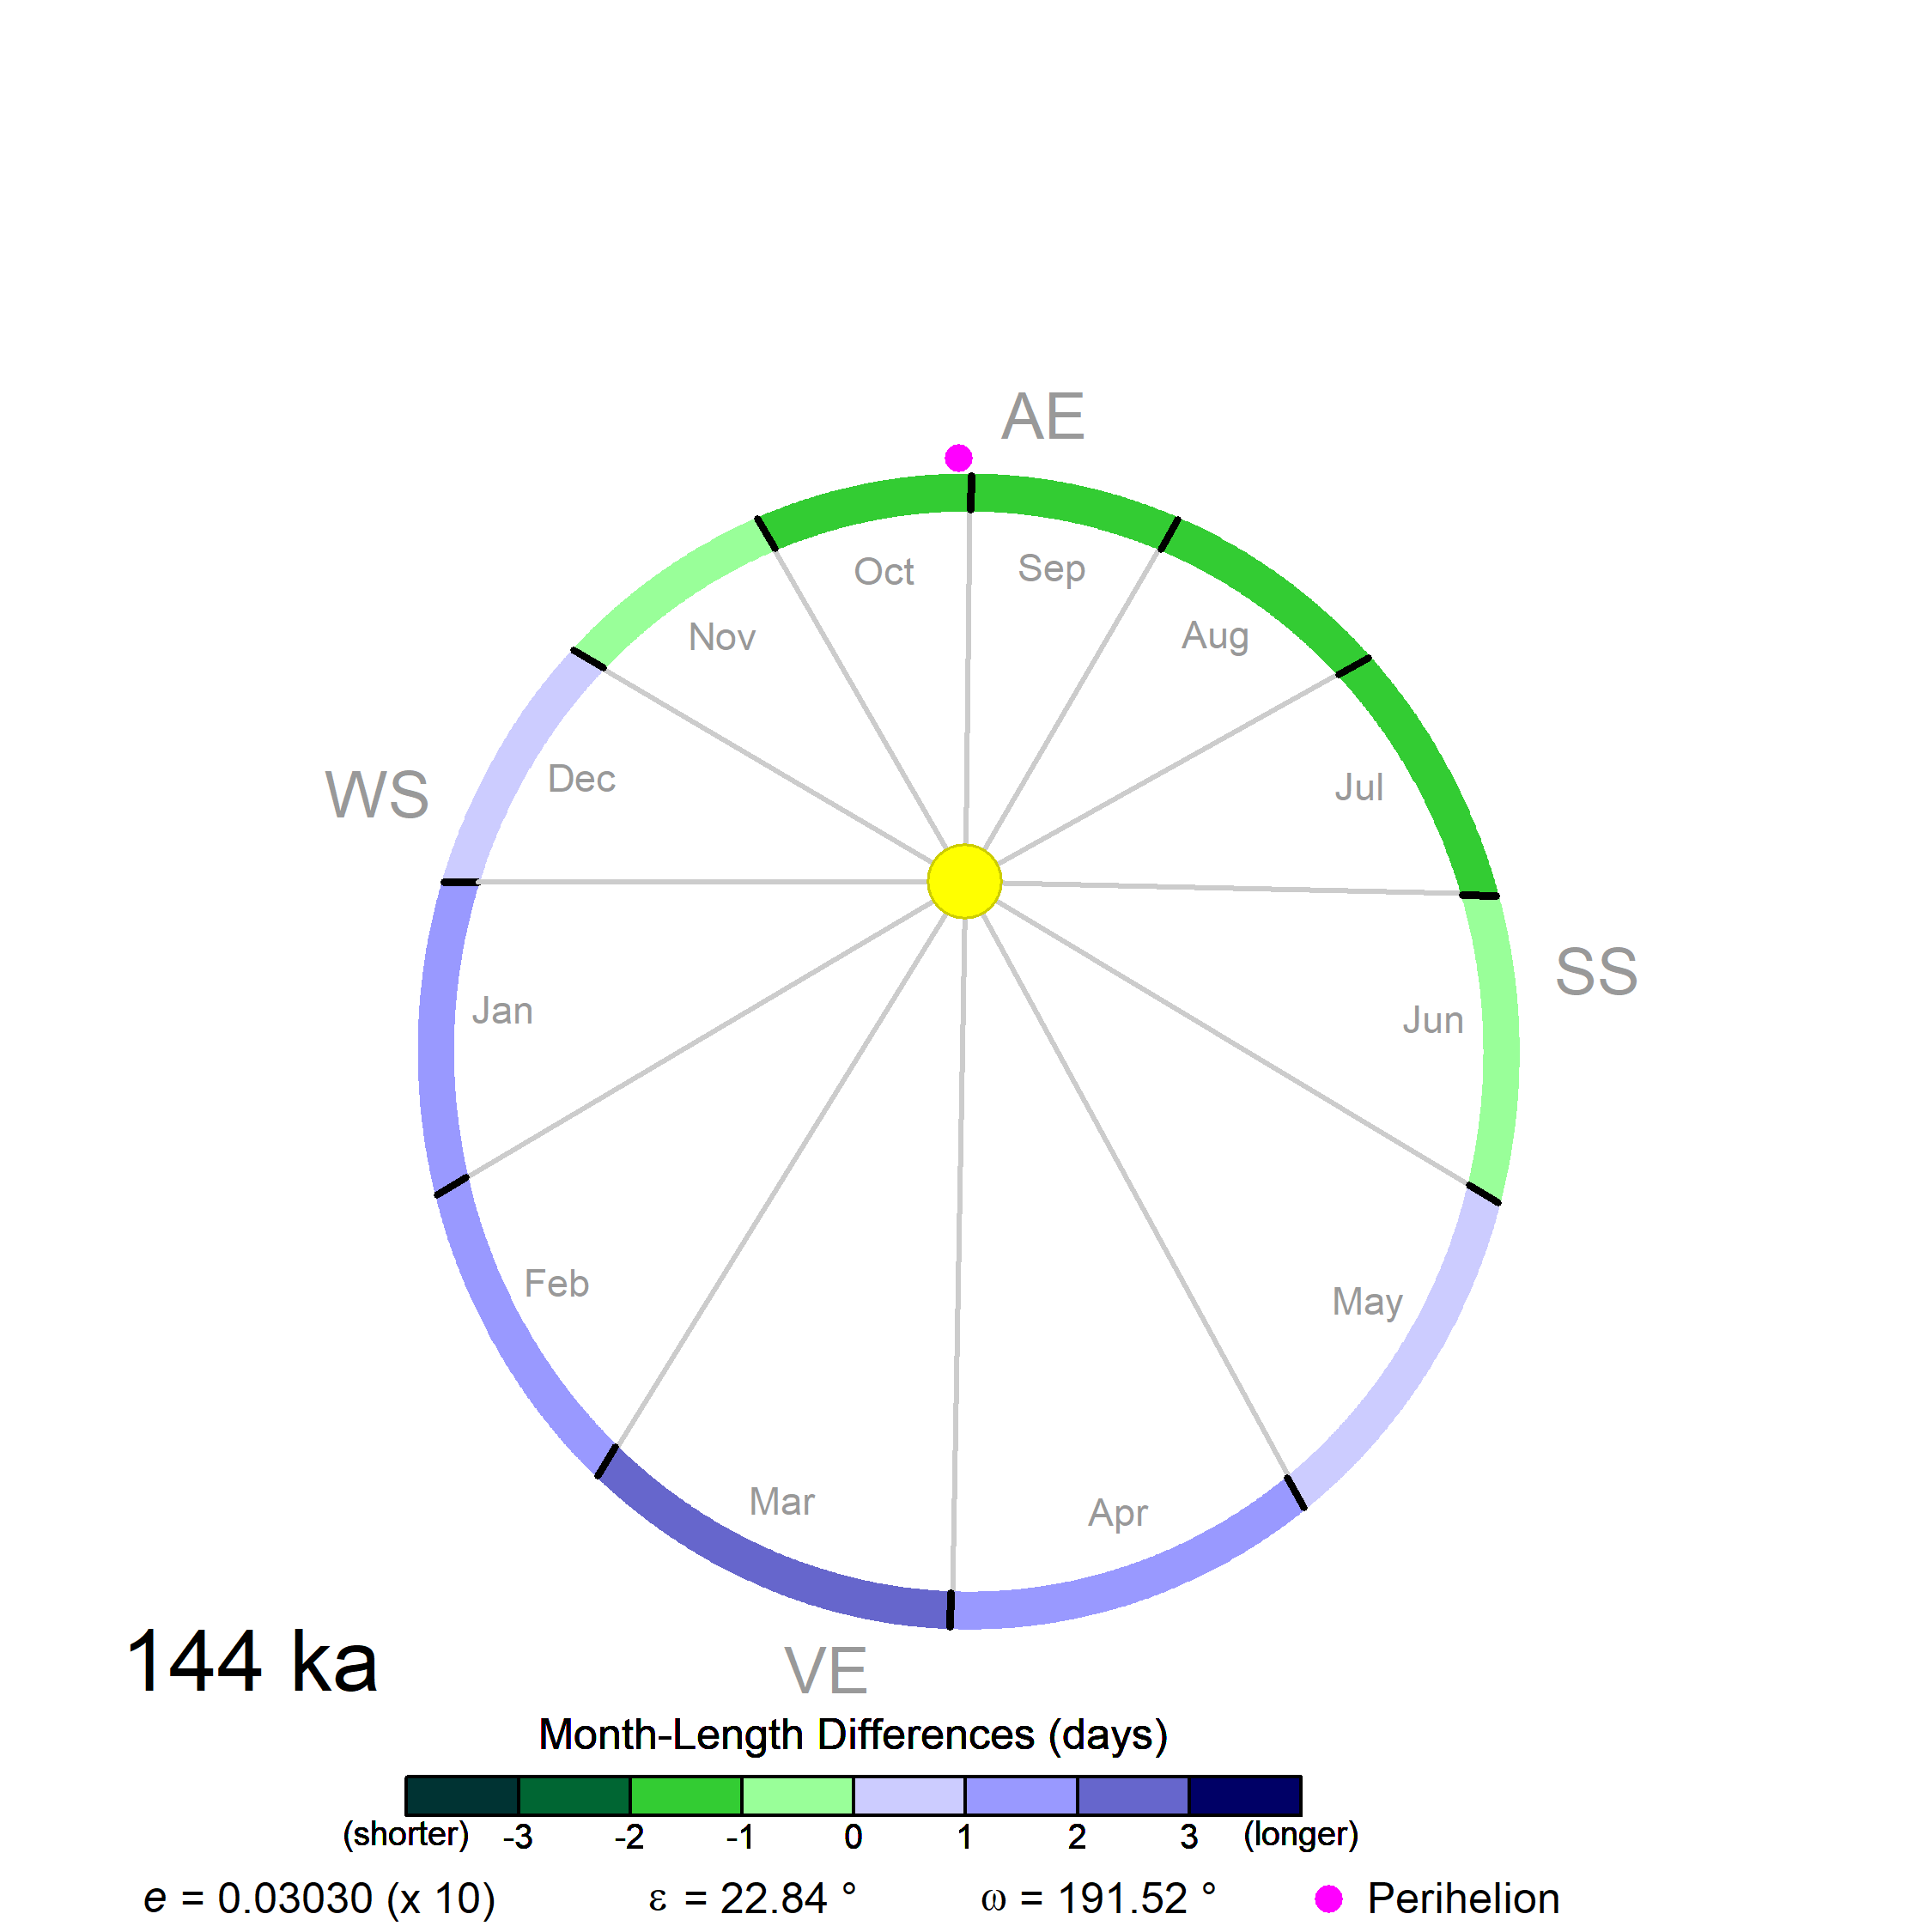 AE
Oct
Sep
Nov
Aug
WS
Dec
Jul
SS
Jan
Jun
Feb
May
Mar
Apr
144 ka
VE
Month-Length Differences (days)
(shorter) -3 -2 -1 0 1 2 3 (longer)
e = 0.03030 (x 10) ε = 22.84 ° ω = 191.52 ° Perihelion